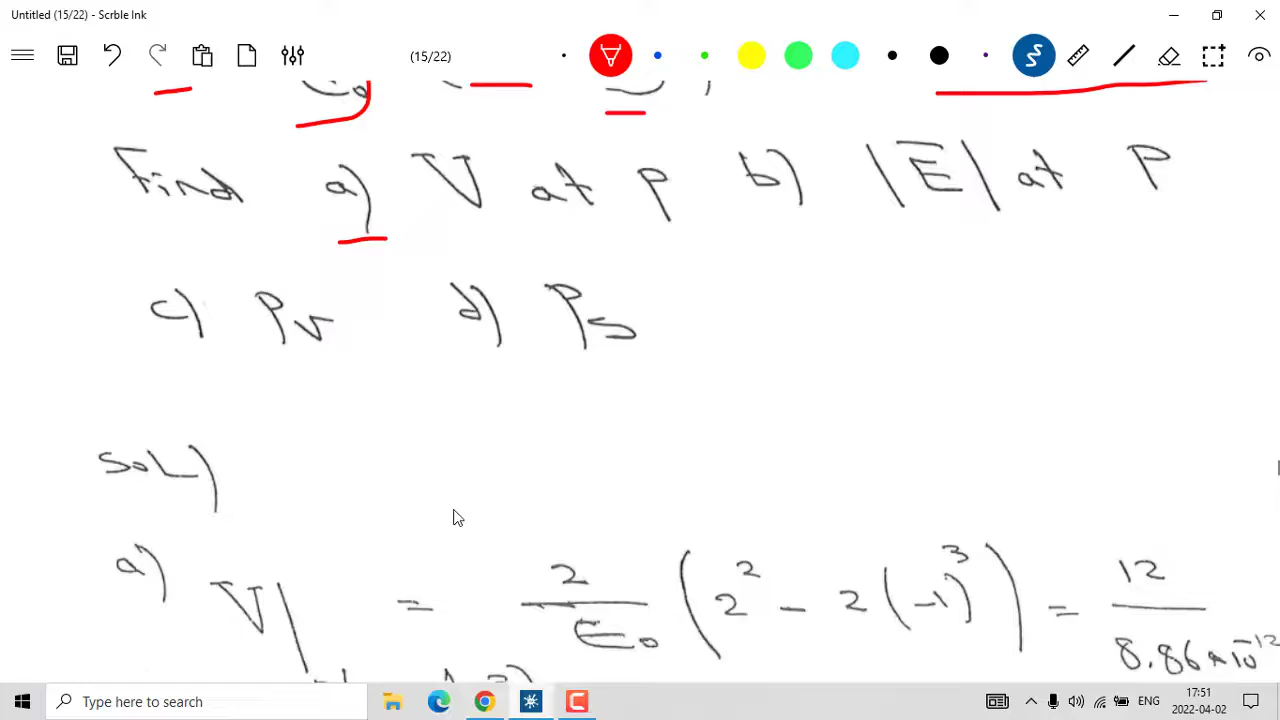 Untitled (15/22) - Scrble Ink
(15/22)
Find a) V at p b) |E| at P
c) ρv d) ρs
Sol)
a) V| = 2/ε0 (2² - 2(-1)³) = 12/8.86*10⁻¹²
Type here to search
ENG
17:51
2022-04-02